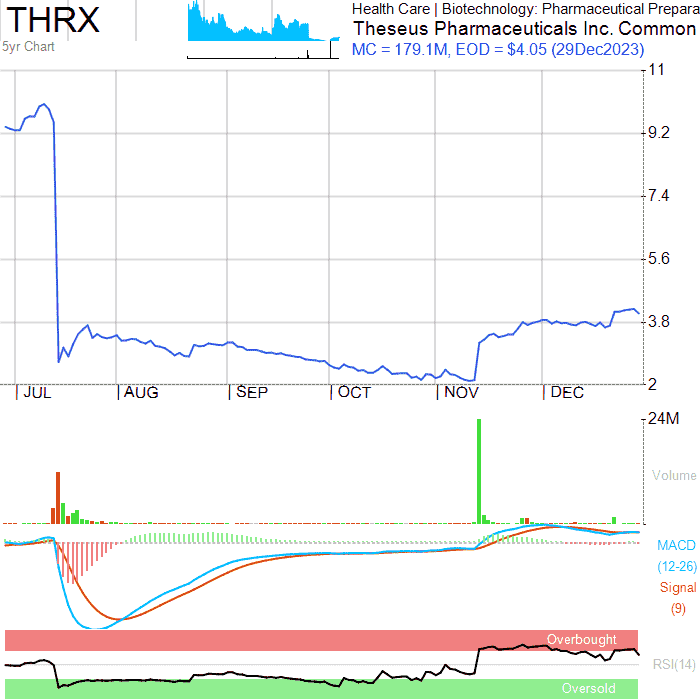 THRX
5yr Chart
Health Care | Biotechnology: Pharmaceutical Prepara
Theseus Pharmaceuticals Inc. Common
MC = 179.1M, EOD = $4.05 (29Dec2023)
11
9.2
7.4
5.6
3.8
2
JUL AUG SEP OCT NOV DEC
24M
Volume
MACD
(12-26)
Signal
(9)
Overbought
RSI(14)
Oversold